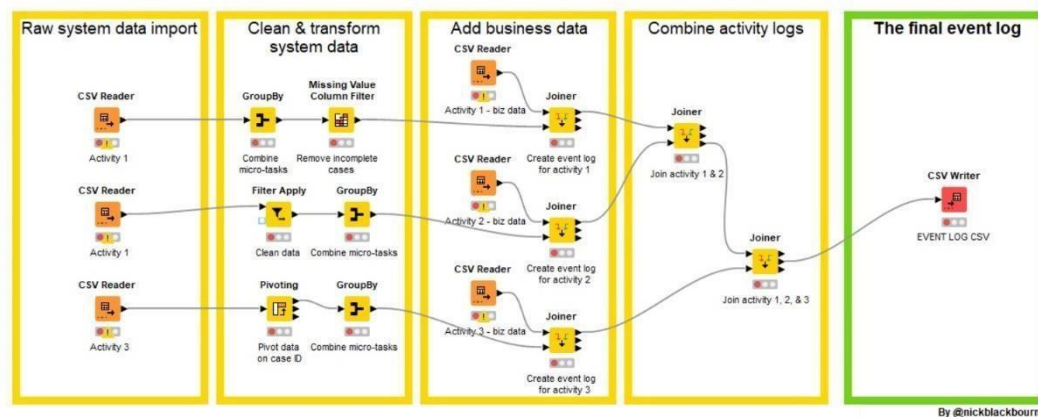 Raw system data import
Clean & transform
system data
Add business data
Combine activity logs
The final event log
CSV Reader
Activity 1
GroupBy
Combine
micro-tasks
Missing Value
Column Filter
Remove incomplete
cases
CSV Reader
Activity 1 - biz data
Joiner
Create event log
for activity 1
Joiner
Join activity 1 & 2
CSV Reader
Activity 1
Filter Apply
Clean data
GroupBy
Combine micro-tasks
CSV Reader
Activity 2 - biz data
Joiner
Create event log
for activity 2
Joiner
Join activity 1, 2, & 3
CSV Writer
EVENT LOG CSV
CSV Reader
Activity 3
Pivoting
Pivot data
on case ID
GroupBy
Combine micro-tasks
CSV Reader
Activity 3 - biz data
Joiner
Create event log
for activity 3
By @nickblackbourn